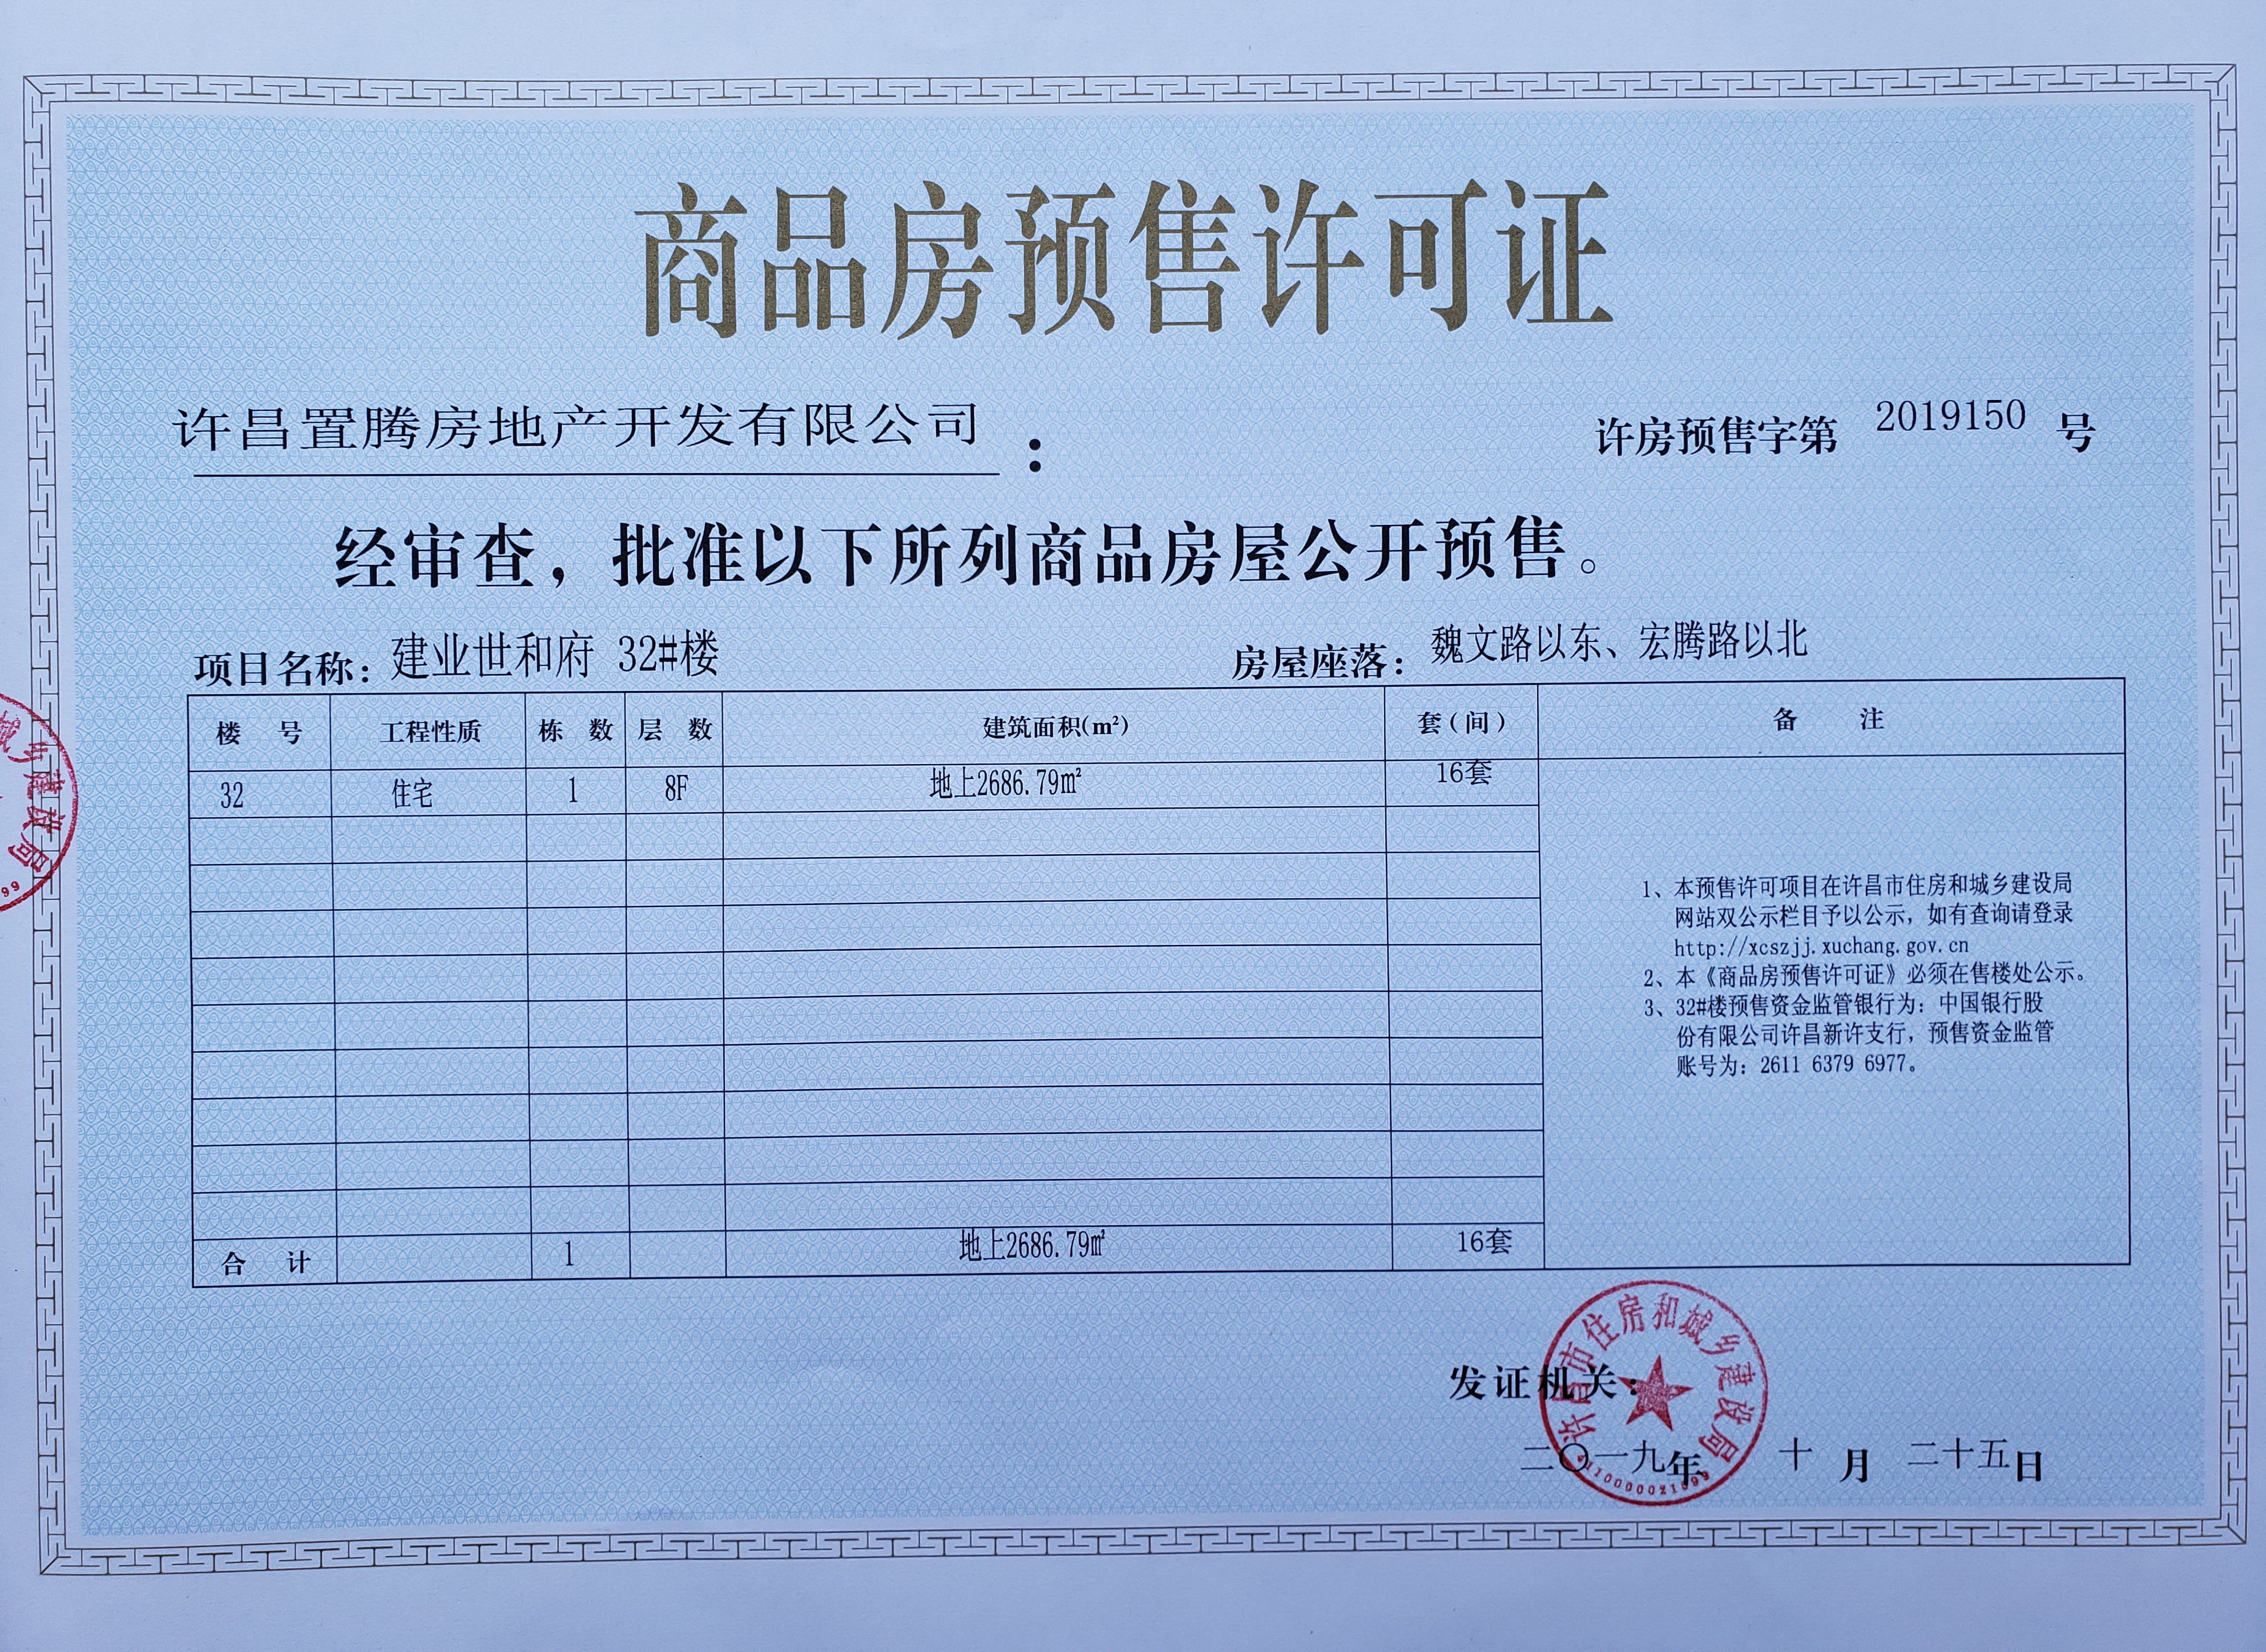 商品房预售许可证
许昌置腾房地产开发有限公司：
许房预售字第 2019150 号
经审查，批准以下所列商品房屋公开预售。
项目名称：建业世和府 32#楼
房屋座落：魏文路以东、宏腾路以北
楼 号 工程性质 栋 数 层 数 建筑面积(m²) 套(间) 备 注
32 住宅 1 8F 地上2686.79㎡ 16套
1、本预售许可项目在许昌市住房和城乡建设局
网站双公示栏目予以公示，如有查询请登录
http://xcszjj.xuchang.gov.cn
2、本《商品房预售许可证》必须在售楼处公示。
3、32#楼预售资金监管银行为：中国银行股
份有限公司许昌新许支行，预售资金监管
账号为：2611 6379 6977。
合 计 1 地上2686.79㎡ 16套
发证机关：
许昌市住房和城乡建设局
二〇一九年 十月 二十五日
城乡建设局